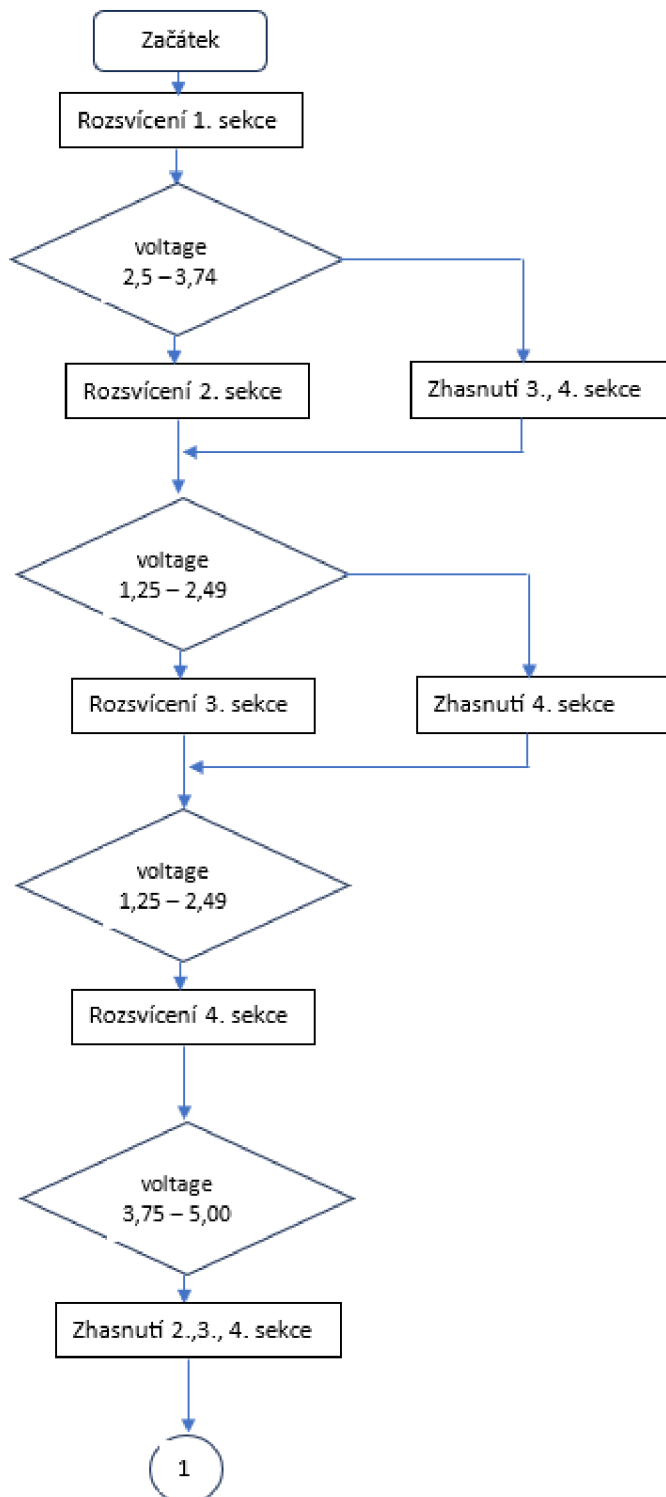 Začátek
Rozsvícení 1. sekce
voltage
2,5 – 3,74
Rozsvícení 2. sekce
Zhasnutí 3., 4. sekce
voltage
1,25 – 2,49
Rozsvícení 3. sekce
Zhasnutí 4. sekce
voltage
1,25 – 2,49
Rozsvícení 4. sekce
voltage
3,75 – 5,00
Zhasnutí 2.,3., 4. sekce
1